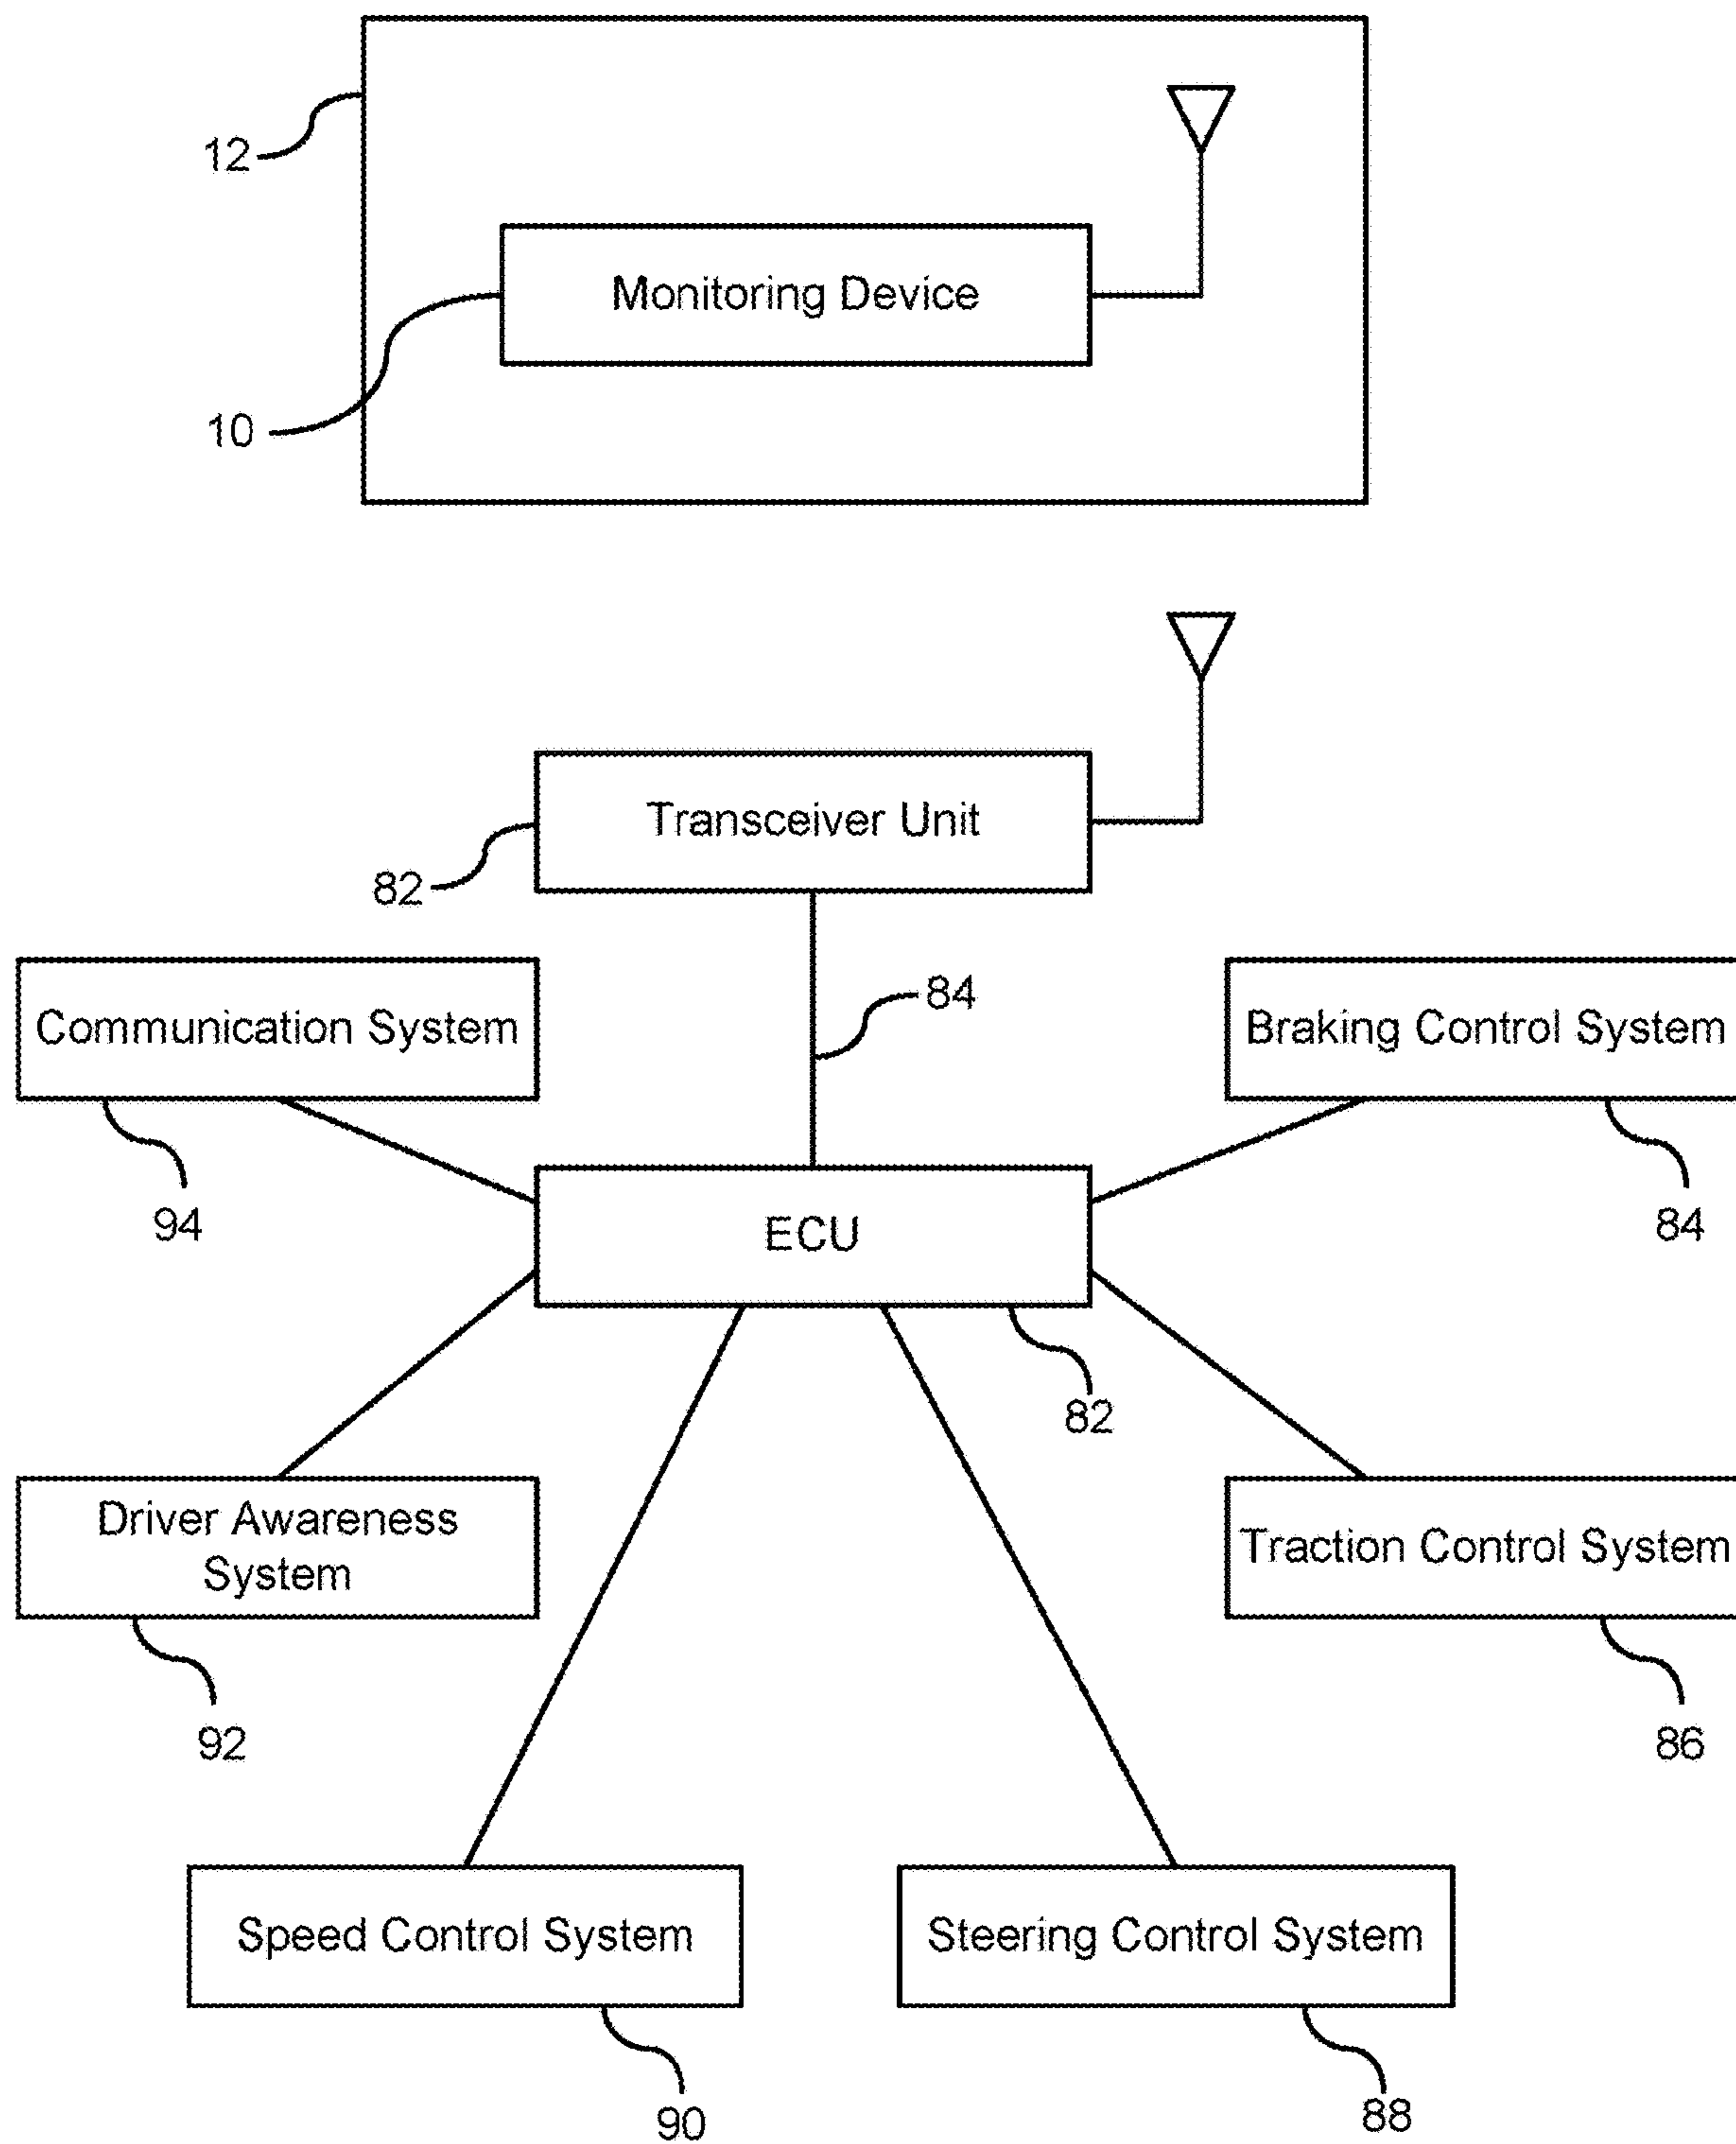 12
Monitoring Device
10
Transceiver Unit
82
84
Communication System
Braking Control System
94
84
ECU
82
Driver Awareness
System
Traction Control System
92
86
Speed Control System
Steering Control System
90
88